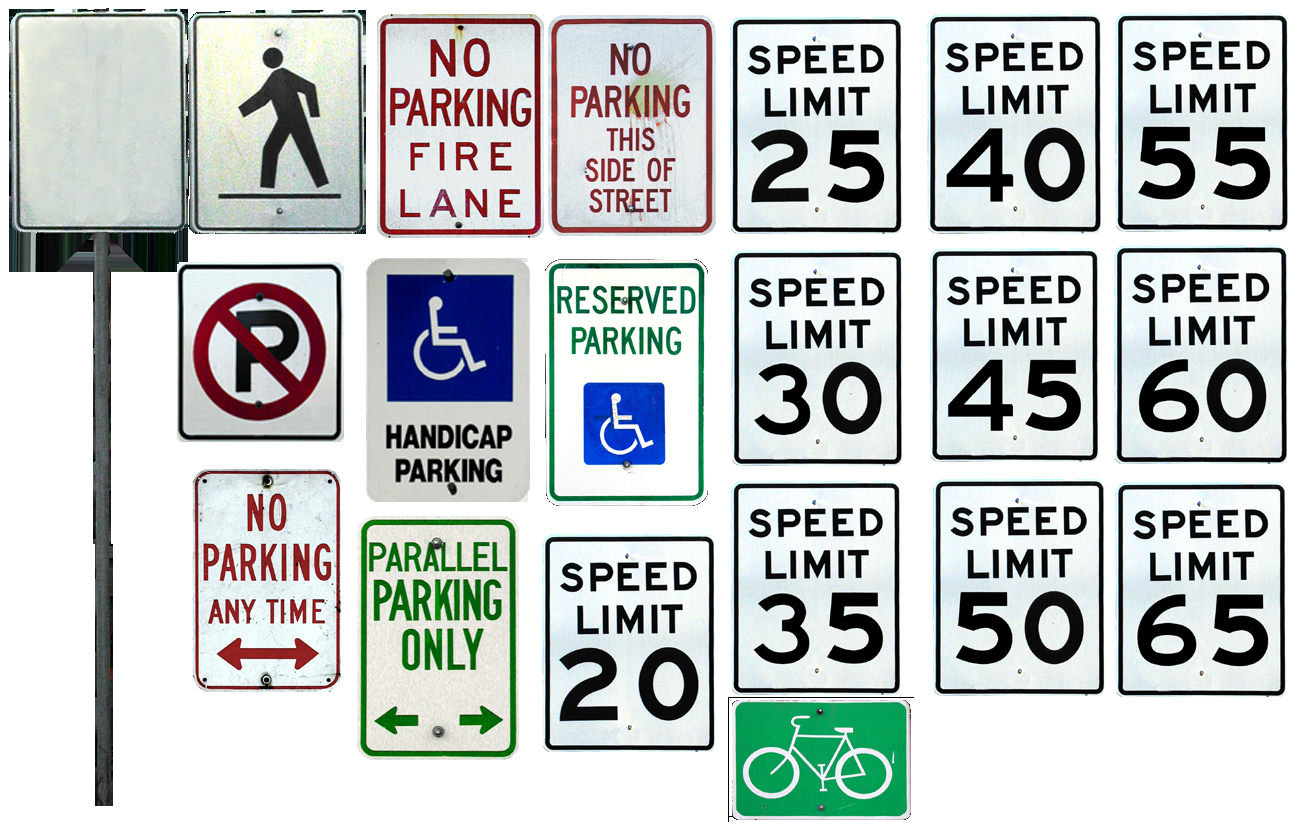 NO
PARKING
FIRE
LANE
NO
PARKING
THIS
SIDE OF
STREET
SPEED
LIMIT
25
SPEED
LIMIT
40
SPEED
LIMIT
55
P
HANDICAP
PARKING
RESERVED
PARKING
SPEED
LIMIT
30
SPEED
LIMIT
45
SPEED
LIMIT
60
NO
PARKING
ANY TIME
PARALLEL
PARKING
ONLY
SPEED
LIMIT
20
SPEED
LIMIT
35
SPEED
LIMIT
50
SPEED
LIMIT
65